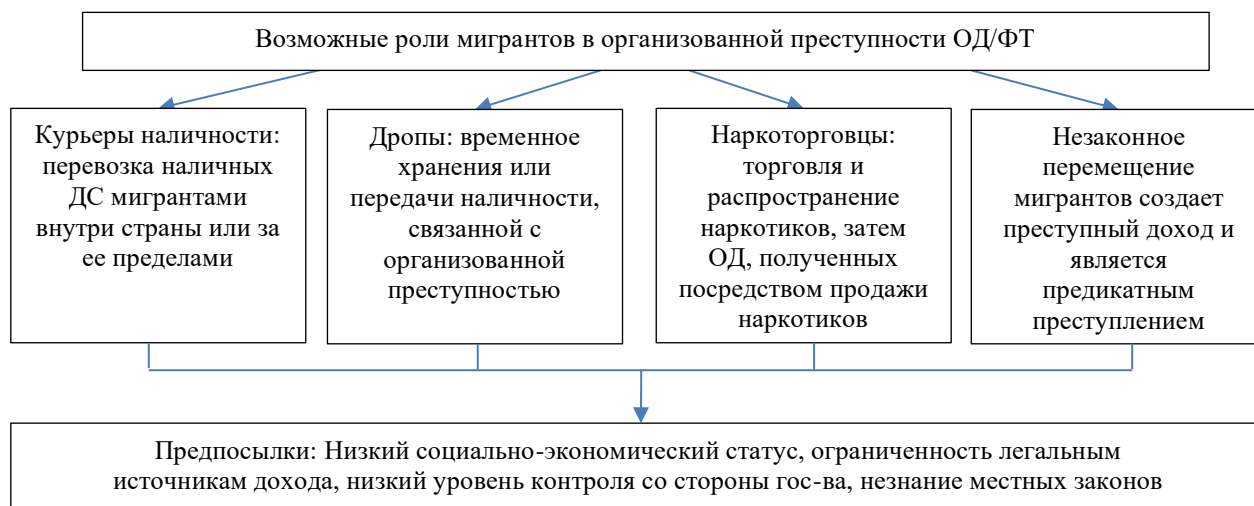 Возможные роли мигрантов в организованной преступности ОД/ФТ
Курьеры наличности:
перевозка наличных
ДС мигрантами
внутри страны или за
ее пределами
Дропы: временное
хранения или
передачи наличности,
связанной с
организованной
преступностью
Наркоторговцы:
торговля и
распространение
наркотиков, затем
ОД, полученных
посредством продажи
наркотиков
Незаконное
перемещение
мигрантов создает
преступный доход и
является
предикатным
преступлением
Предпосылки: Низкий социально-экономический статус, ограниченность легальным
источникам дохода, низкий уровень контроля со стороны гос-ва, незнание местных законов